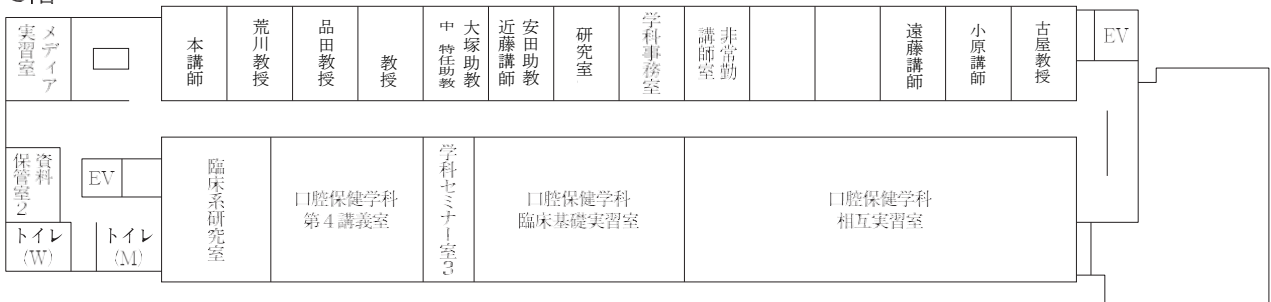 メディア
実習室
本講師
荒川教授
品田教授
教授
大塚助教
中 特任助教
安田助教
近藤講師
研究室
学科事務室
非常勤
講師室
遠藤講師
小原講師
古屋教授
EV
資料
保管室2
EV
トイレ
(W)
トイレ
(M)
臨床系研究室
口腔保健学科
第4講義室
学科セミナー室3
口腔保健学科
臨床基礎実習室
口腔保健学科
相互実習室